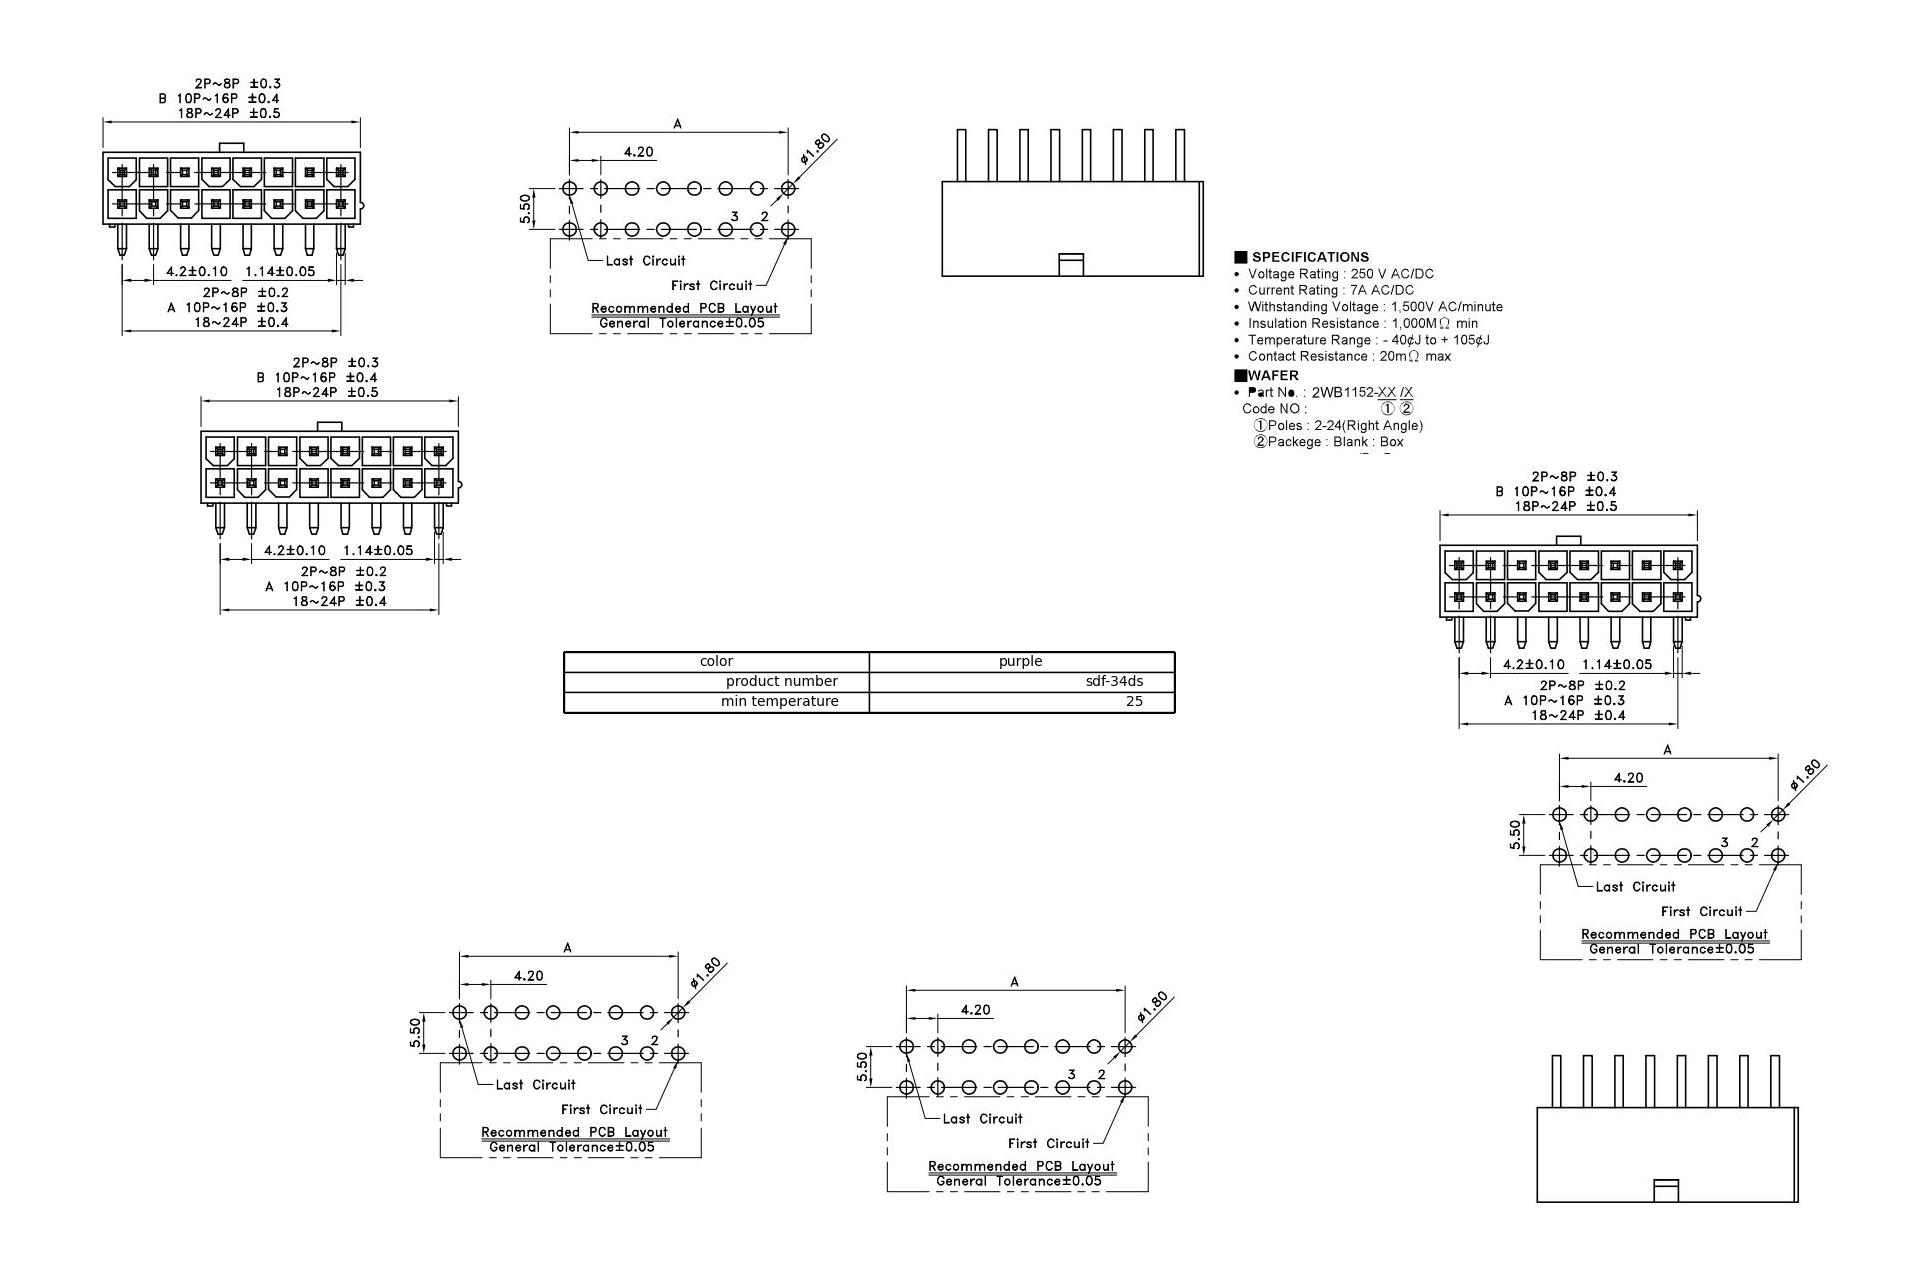 2P~8P ±0.3
B 10P~16P ±0.4
18P~24P ±0.5
4.2±0.10 1.14±0.05
2P~8P ±0.2
A 10P~16P ±0.3
18~24P ±0.4
A
4.20
ø1.80
5.50
3 2
Last Circuit
First Circuit
Recommended PCB Layout
General Tolerance±0.05
■ SPECIFICATIONS
• Voltage Rating : 250 V AC/DC
• Current Rating : 7A AC/DC
• Withstanding Voltage : 1,500V AC/minute
• Insulation Resistance : 1,000MΩ min
• Temperature Range : - 40¢J to + 105¢J
• Contact Resistance : 20mΩ max
■WAFER
• Part No. : 2WB1152-XX /X
Code NO : ① ②
①Poles : 2-24(Right Angle)
②Packege : Blank : Box
2P~8P ±0.3
B 10P~16P ±0.4
18P~24P ±0.5
4.2±0.10 1.14±0.05
2P~8P ±0.2
A 10P~16P ±0.3
18~24P ±0.4
2P~8P ±0.3
B 10P~16P ±0.4
18P~24P ±0.5
4.2±0.10 1.14±0.05
2P~8P ±0.2
A 10P~16P ±0.3
18~24P ±0.4
color purple
product number sdf-34ds
min temperature 25
A
4.20
ø1.80
5.50
3 2
Last Circuit
First Circuit
Recommended PCB Layout
General Tolerance±0.05
A
4.20
ø1.80
5.50
3 2
Last Circuit
First Circuit
Recommended PCB Layout
General Tolerance±0.05
A
4.20
ø1.80
5.50
3 2
Last Circuit
First Circuit
Recommended PCB Layout
General Tolerance±0.05